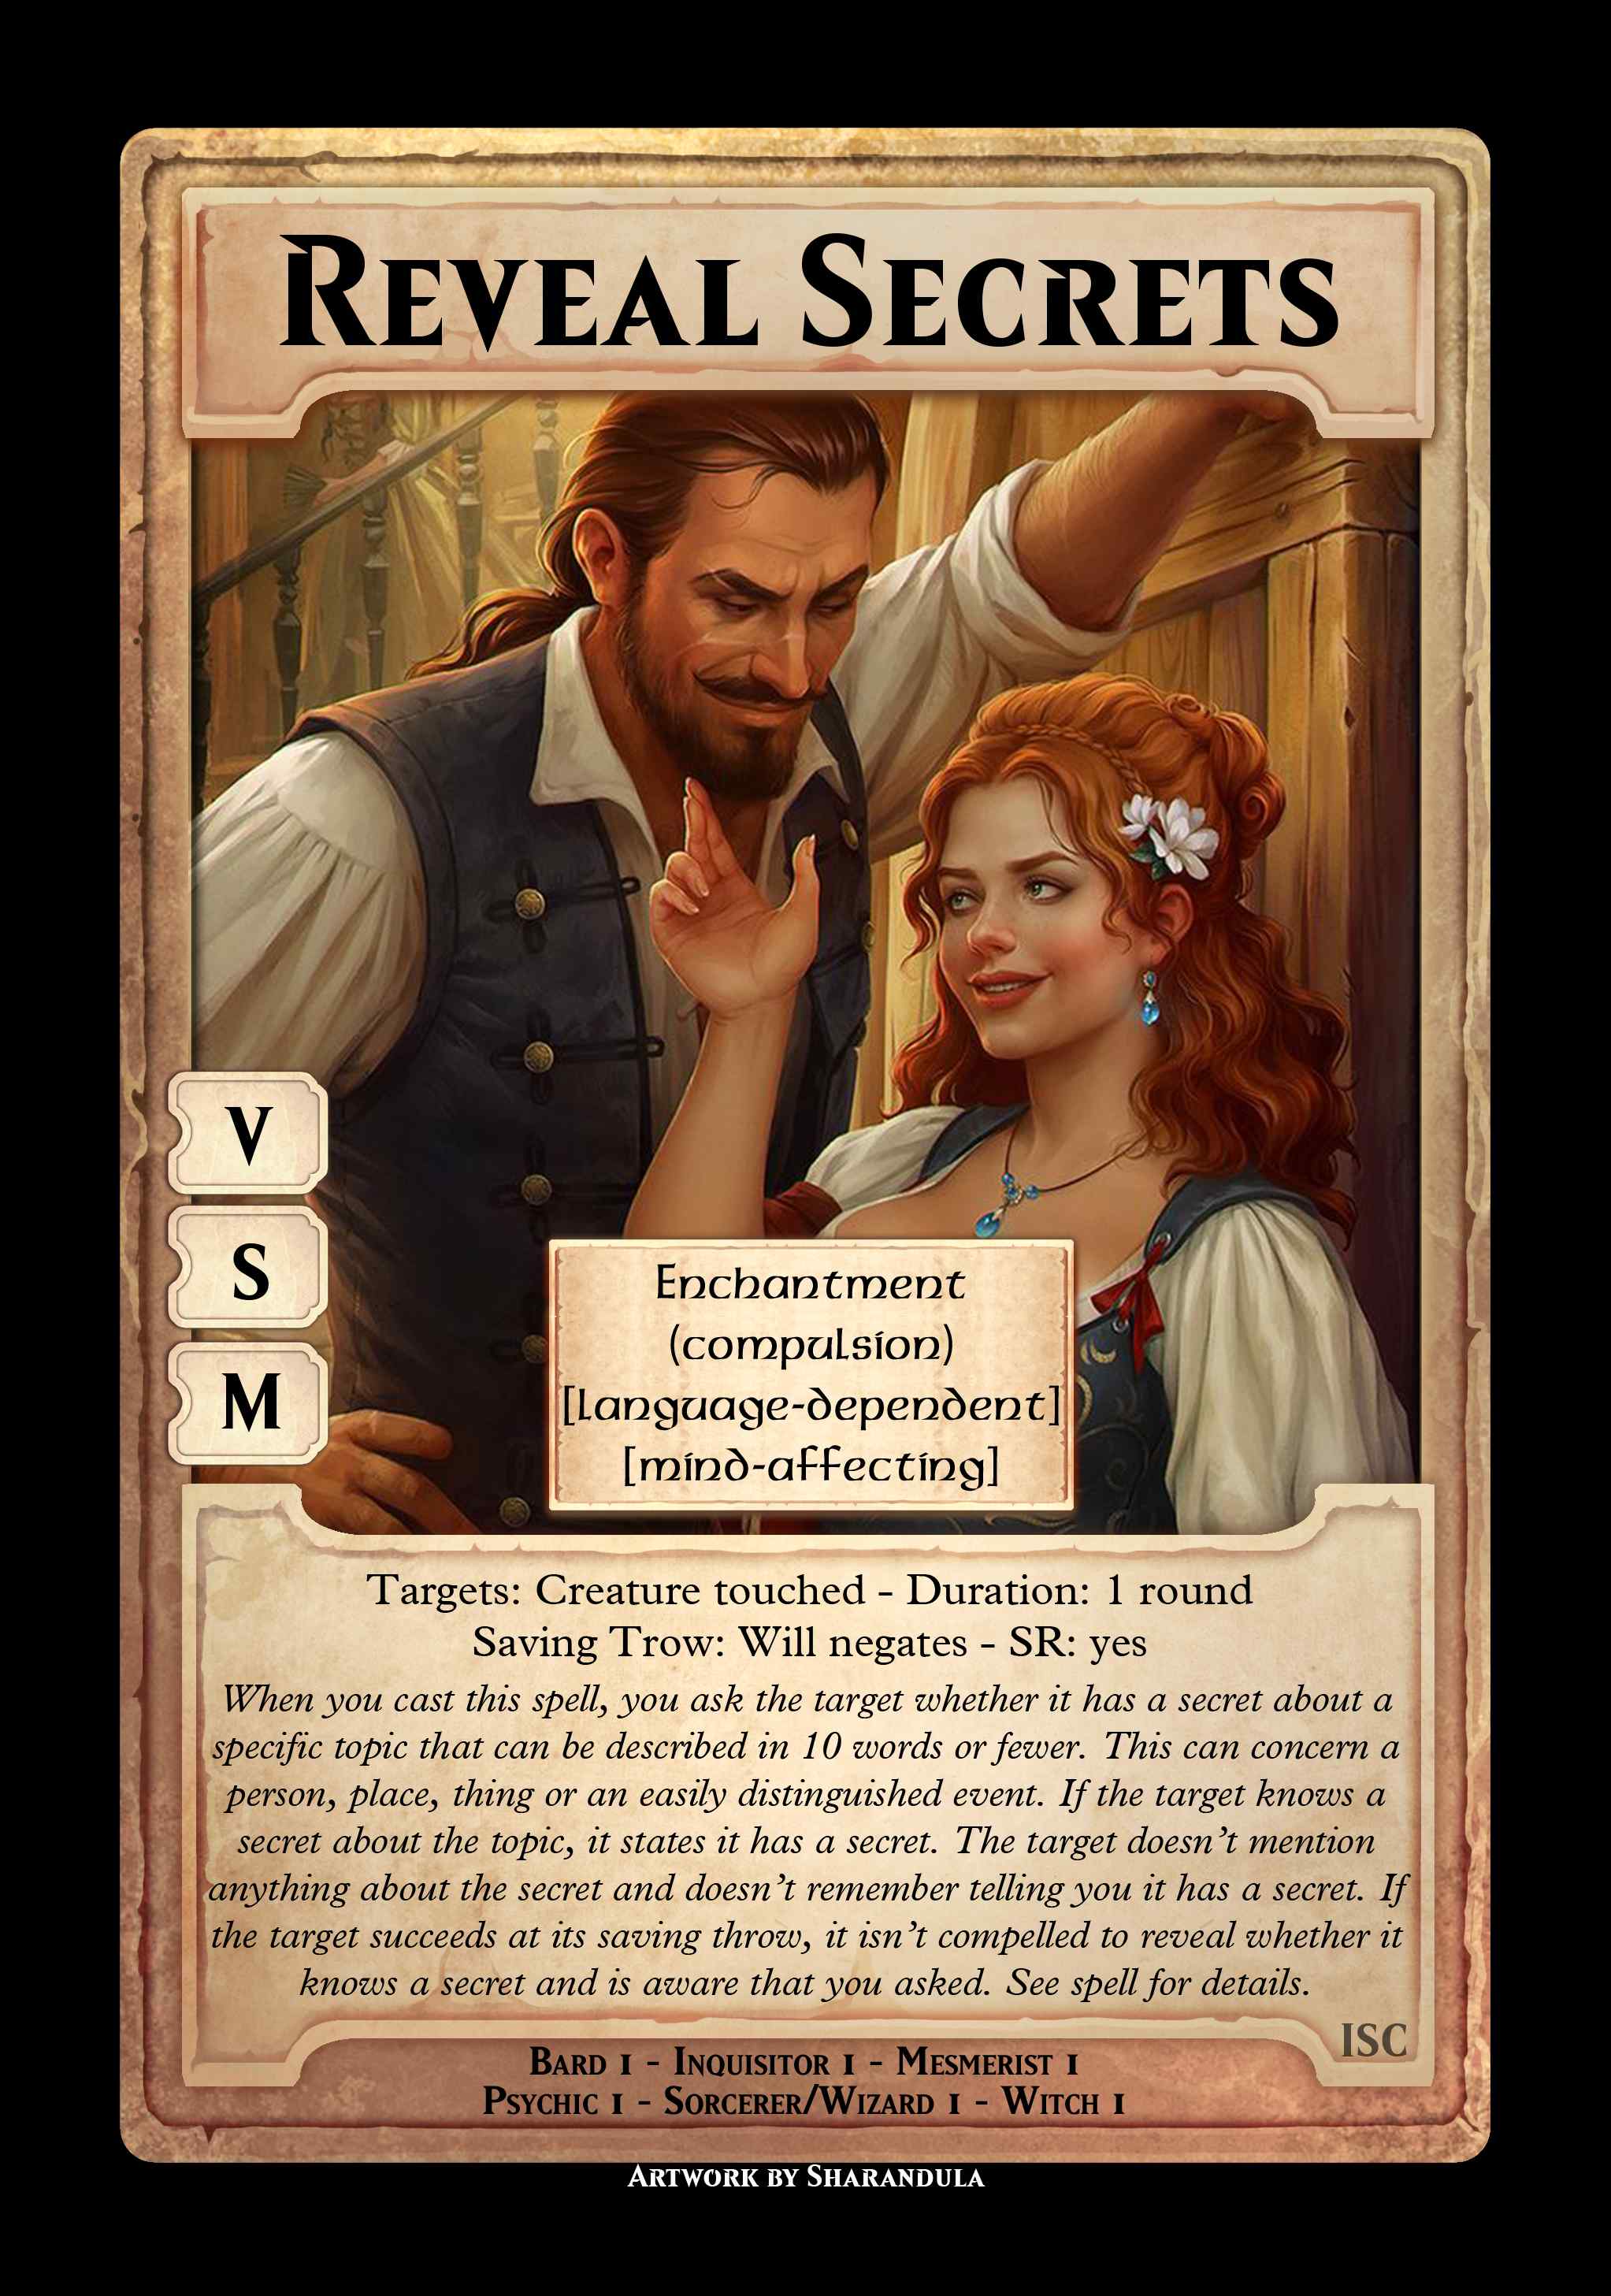 Reveal Secrets
V
S
M
Enchantment
(compulsion)
[language-dependent]
[mind-affecting]
Targets: Creature touched - Duration: 1 round
Saving Trow: Will negates - SR: yes
When you cast this spell, you ask the target whether it has a secret about a
specific topic that can be described in 10 words or fewer. This can concern a
person, place, thing or an easily distinguished event. If the target knows a
secret about the topic, it states it has a secret. The target doesn't mention
anything about the secret and doesn't remember telling you it has a secret. If
the target succeeds at its saving throw, it isn't compelled to reveal whether it
knows a secret and is aware that you asked. See spell for details.
ISC
Bard 1 - Inquisitor 1 - Mesmerist 1
Psychic 1 - Sorcerer/Wizard 1 - Witch 1
Artwork by Sharandula